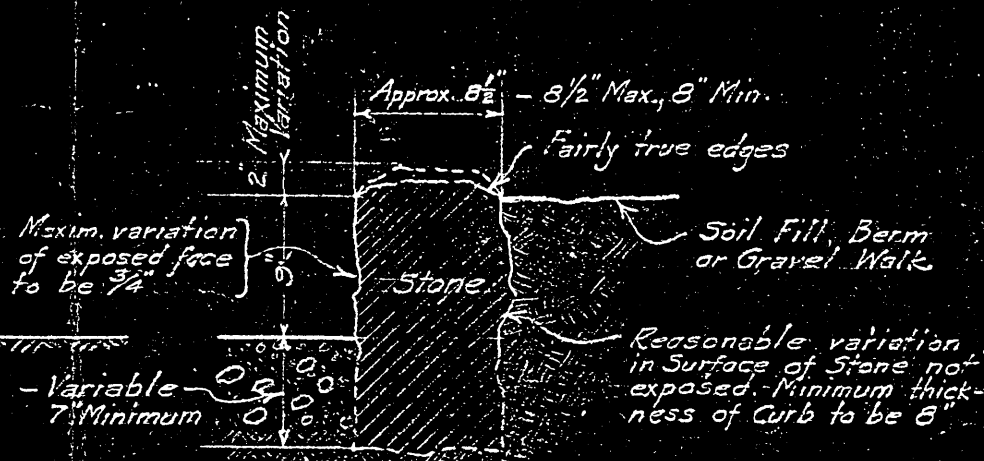 2" Maximum
Variation
Approx. 8½" - 8½" Max., 8" Min.
Fairly true edges
Maxim. variation
of exposed face
to be ¾"
9"
Stone
Soil Fill, Berm
or Gravel Walk
- Variable
7" Minimum
Reasonable variation
in Surface of Stone not
exposed. Minimum thick-
ness of Curb to be 8"